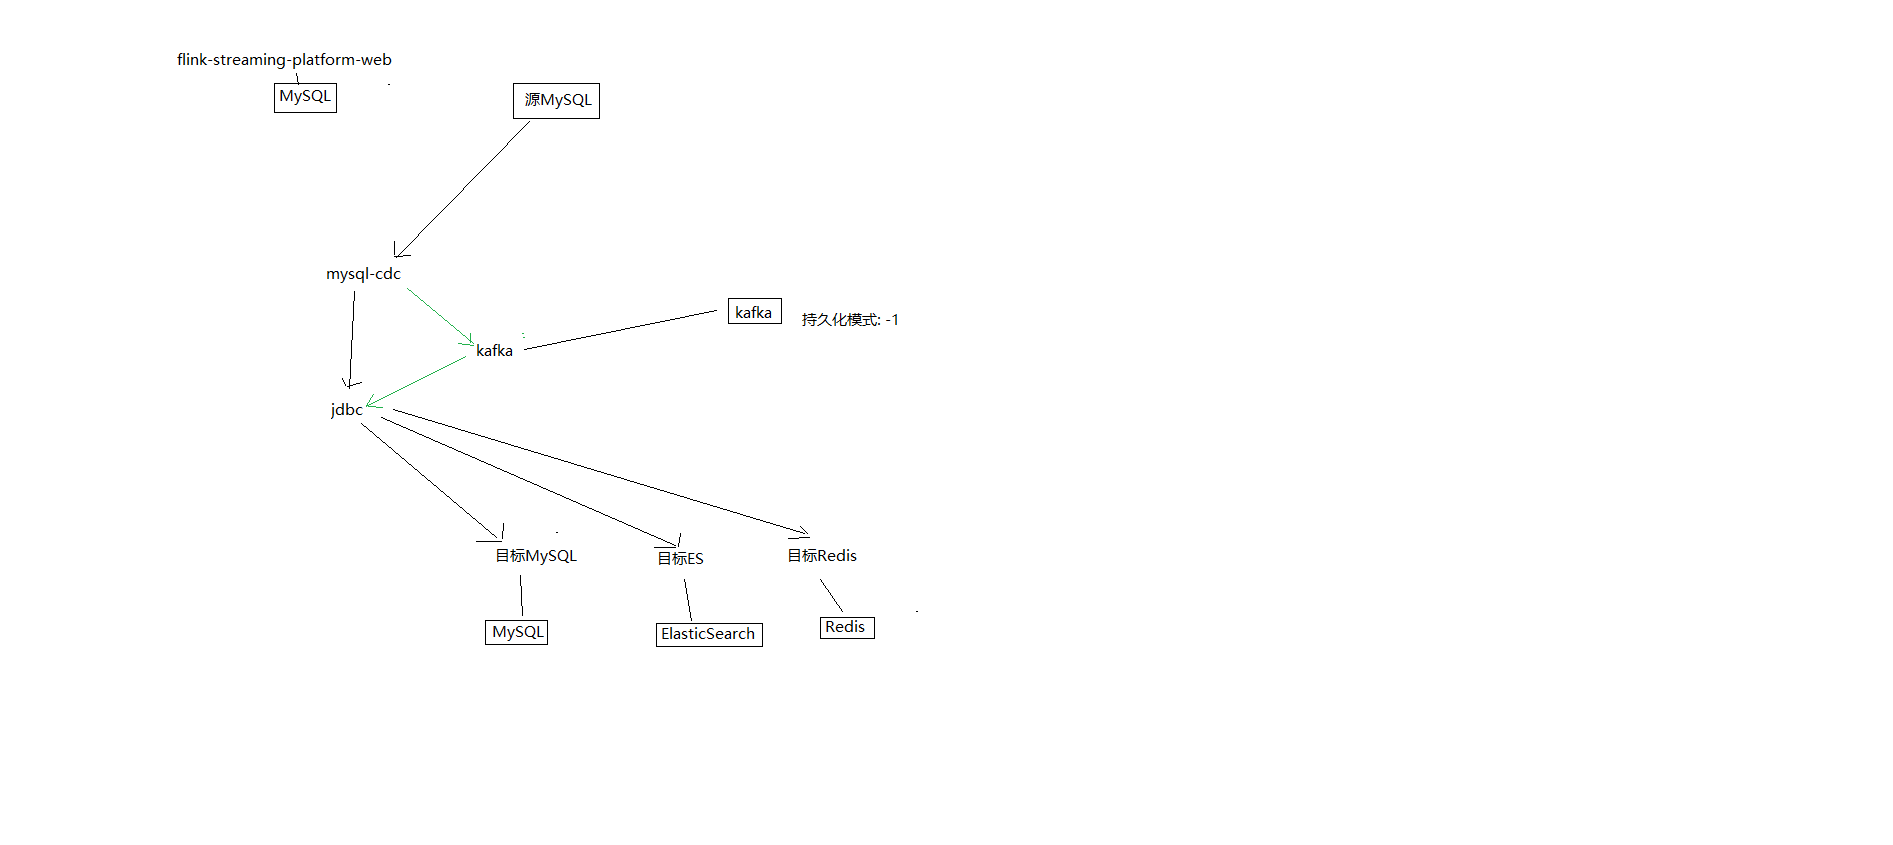 flink-streaming-platform-web
MySQL
源MySQL
mysql-cdc
kafka
持久化模式: -1
kafka
jdbc
目标MySQL
目标ES
目标Redis
MySQL
ElasticSearch
Redis